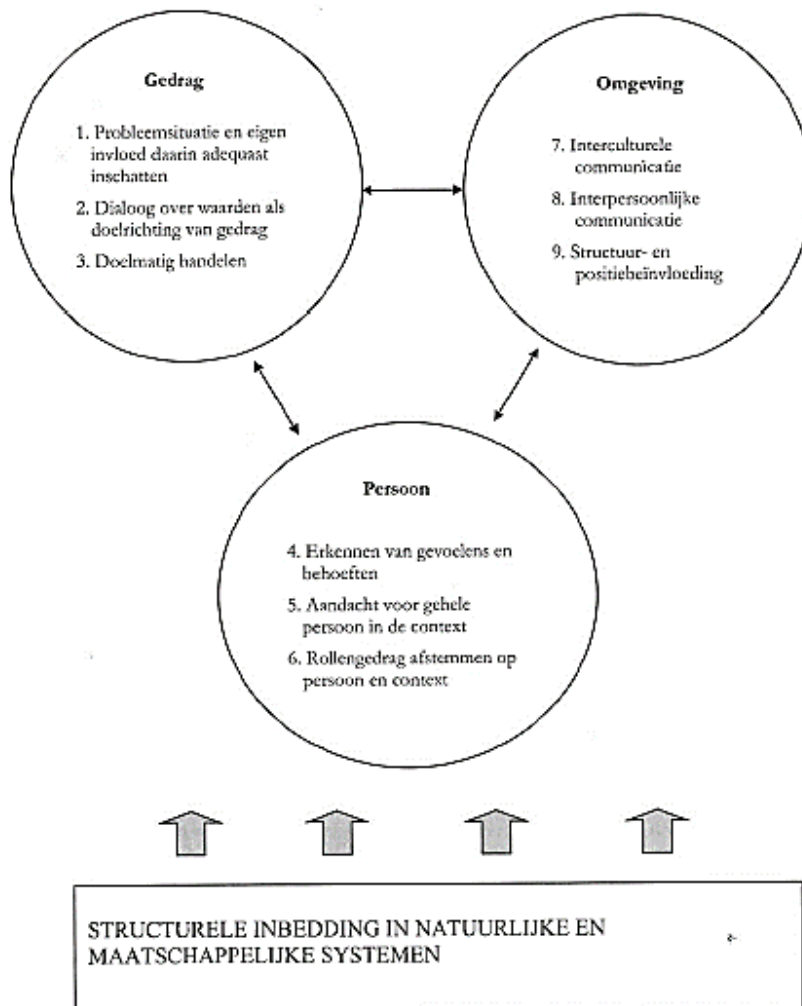 Gedrag
1. Probleemsituatie en eigen
invloed daarin adequaat
inschatten
2. Dialoog over waarden als
doelrichting van gedrag
3. Doelmatig handelen
Omgeving
7. Interculturele
communicatie
8. Interpersoonlijke
communicatie
9. Structuur- en
positiebeïnvloeding
Persoon
4. Erkennen van gevoelens en
behoeften
5. Aandacht voor gehele
persoon in de context
6. Rollengedrag afstemmen op
persoon en context
STRUCTURELE INBEDDING IN NATUURLIJKE EN
MAATSCHAPPELIJKE SYSTEMEN